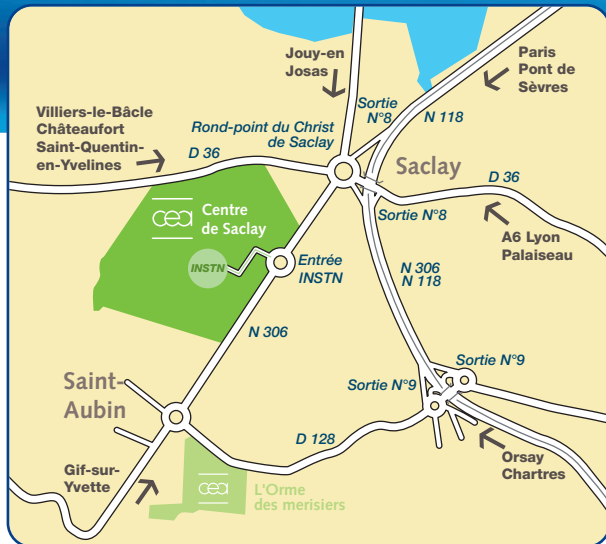 Jouy-en
Josas
Paris
Pont de
Sèvres
Sortie
N°8
N 118
Villiers-le-Bâcle
Châteaufort
Saint-Quentin-
en-Yvelines
Rond-point du Christ
de Saclay
D 36
Saclay
D 36
cea
Centre
de Saclay
Sortie N°8
A6 Lyon
Palaiseau
INSTN
Entrée
INSTN
N 306
N 118
N 306
Sortie N°9
Sortie N°9
Saint-
Aubin
D 128
Orsay
Chartres
Gif-sur-
Yvette
cea
L'Orme
des merisiers